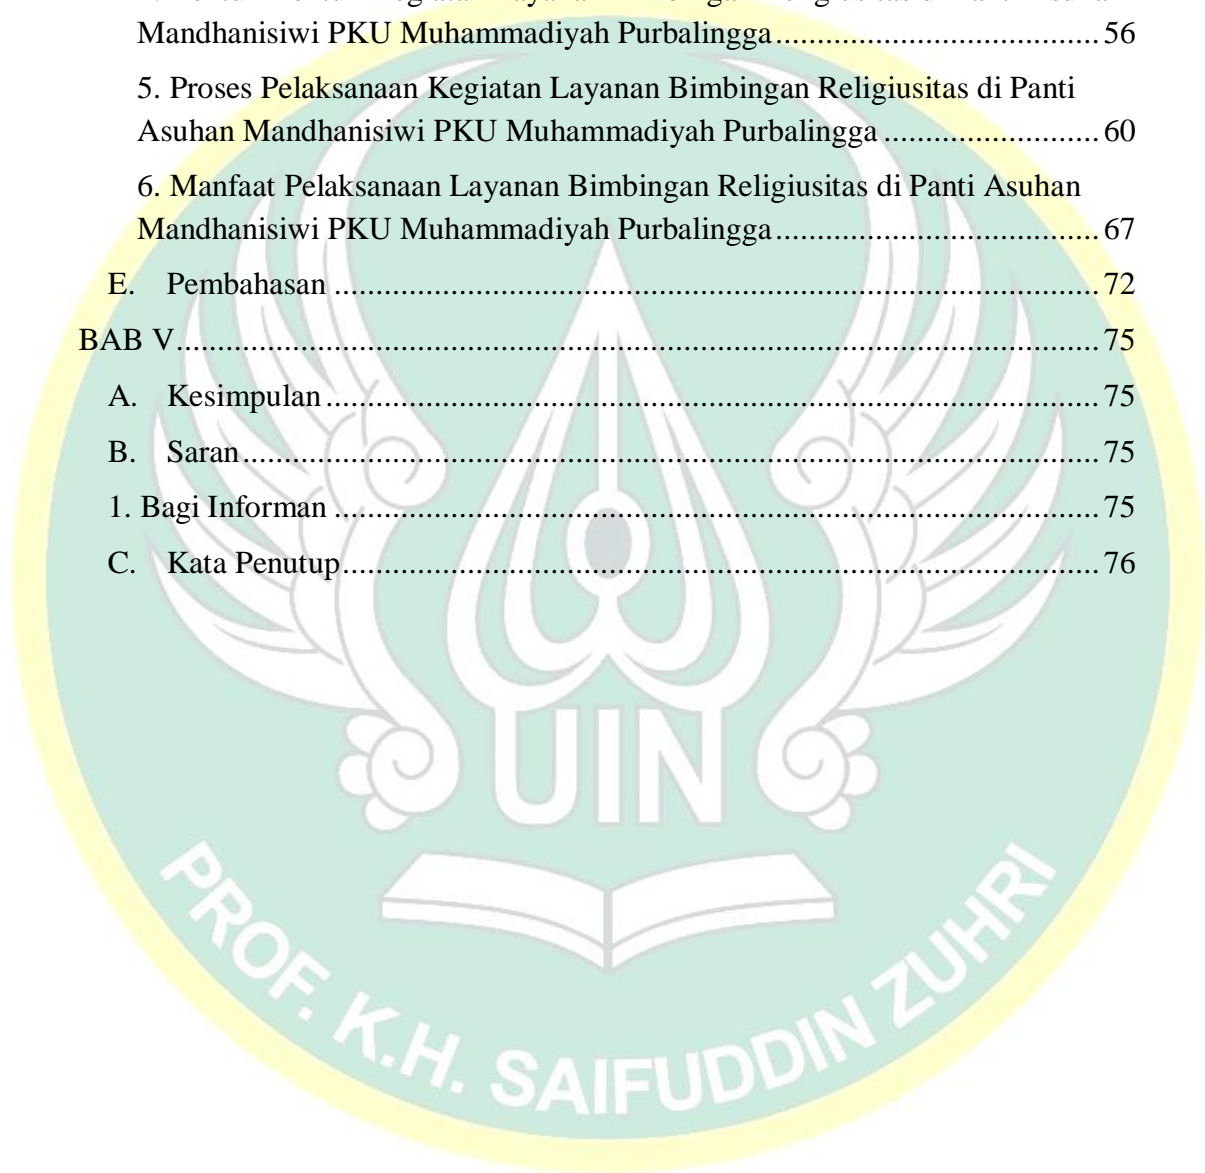 Mandhanisiwi PKU Muhammadiyah Purbalingga........................................ 56
5. Proses Pelaksanaan Kegiatan Layanan Bimbingan Religiusitas di Panti
Asuhan Mandhanisiwi PKU Muhammadiyah Purbalingga........................... 60
6. Manfaat Pelaksanaan Layanan Bimbingan Religiusitas di Panti Asuhan
Mandhanisiwi PKU Muhammadiyah Purbalingga........................................ 67
E. Pembahasan ................................................................................................ 72
BAB V.................................................................................................................... 75
A. Kesimpulan ................................................................................................. 75
B. Saran........................................................................................................... 75
1. Bagi Informan ................................................................................................ 75
C. Kata Penutup............................................................................................... 76
UIN
PROF. K.H. SAIFUDDIN ZUHRI